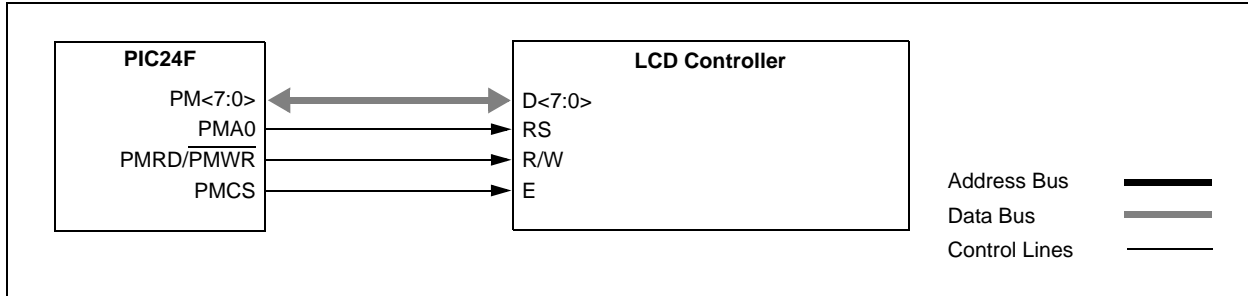 PIC24F
PM<7:0>
PMA0
PMRD/PMWR
PMCS
LCD Controller
D<7:0>
RS
R/W
E
Address Bus
Data Bus
Control Lines